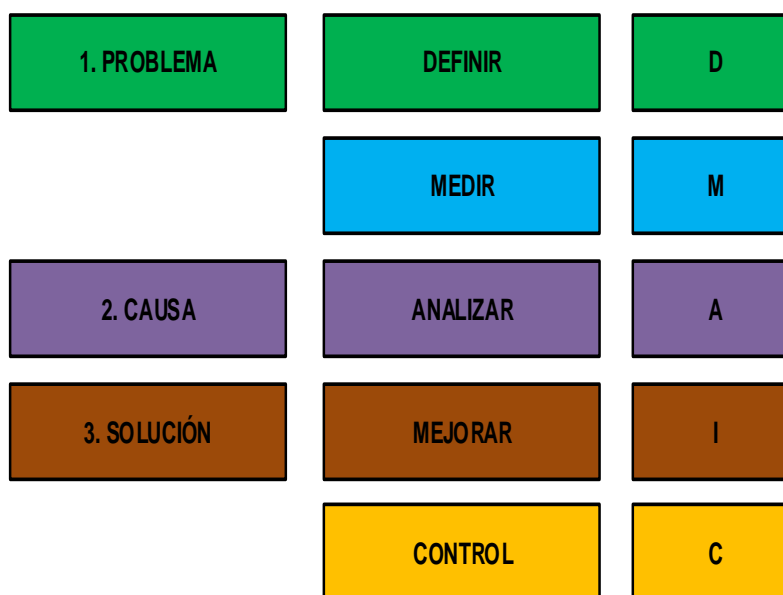 1. PROBLEMA DEFINIR D
MEDIR M
2. CAUSA ANALIZAR A
3. SOLUCIÓN MEJORAR I
CONTROL C